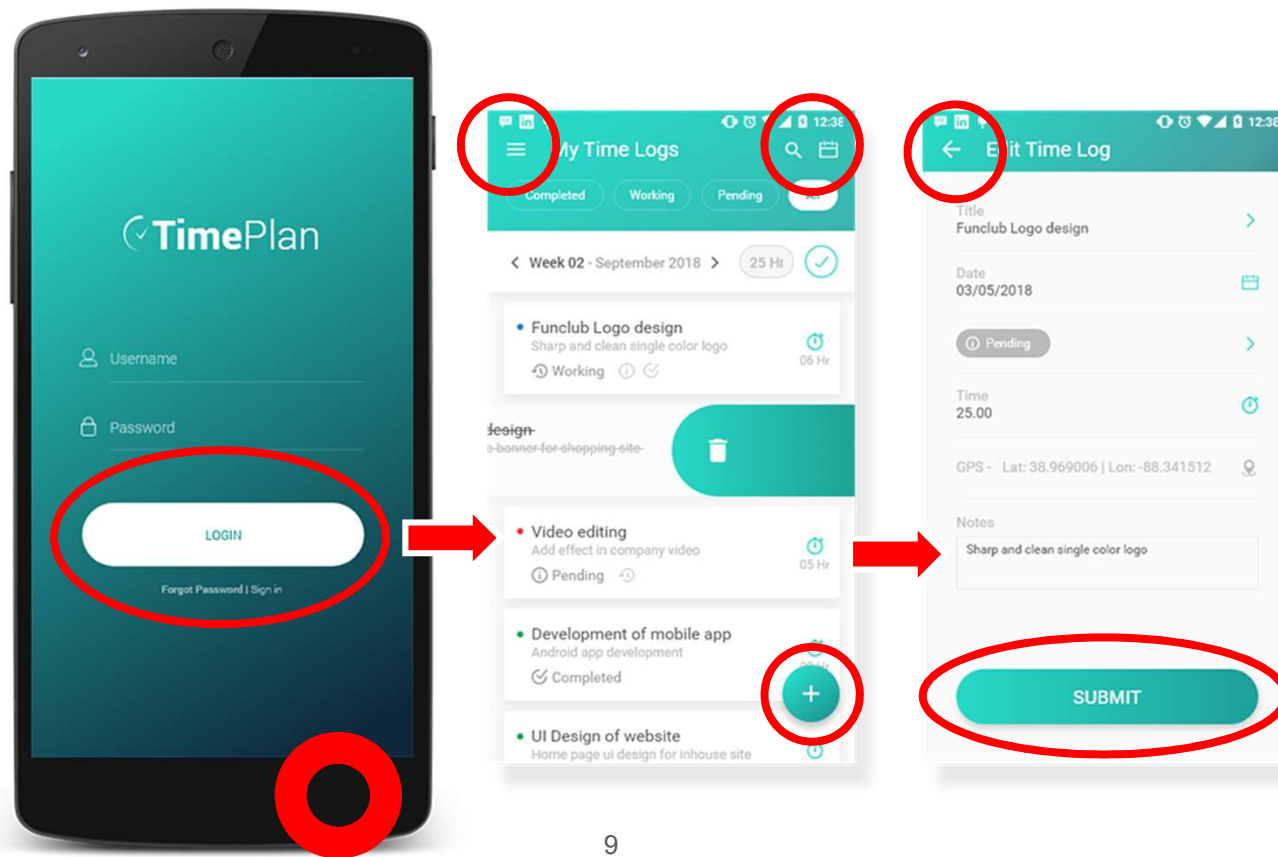 TimePlan
Username
Password
LOGIN
Forgot Password | Sign in
in
12:38
My Time Logs
Completed Working Pending All
Week 02 - September 2018 25 Hr
Funclub Logo design
Sharp and clean single color logo
06 Hr
Working
design
banner for shopping site
Video editing
Add effect in company video
05 Hr
Pending
Development of mobile app
Android app development
Completed
UI Design of website
Home page ui design for inhouse site
in
12:38
Edit Time Log
Title
Funclub Logo design
Date
03/05/2018
Pending
Time
25.00
GPS - Lat: 38.969006 | Lon: -88.341512
Notes
Sharp and clean single color logo
SUBMIT
9